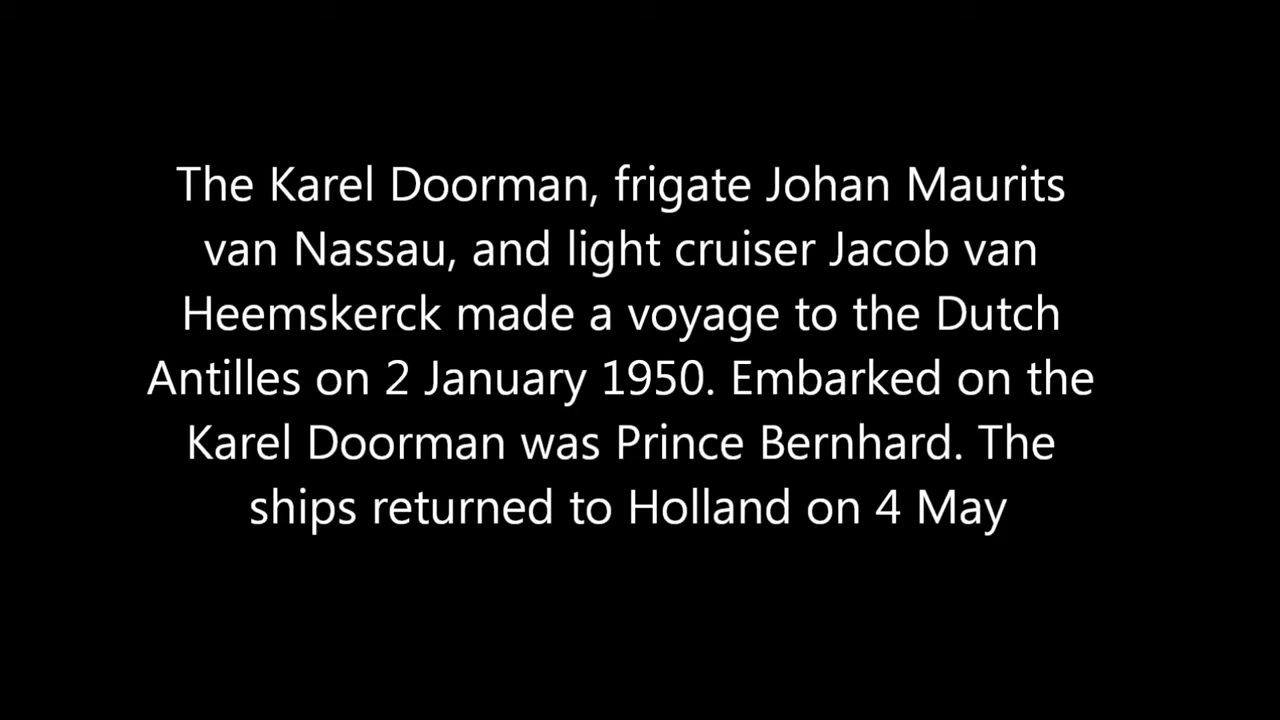 The Karel Doorman, frigate Johan Maurits
van Nassau, and light cruiser Jacob van
Heemskerck made a voyage to the Dutch
Antilles on 2 January 1950. Embarked on the
Karel Doorman was Prince Bernhard. The
ships returned to Holland on 4 May